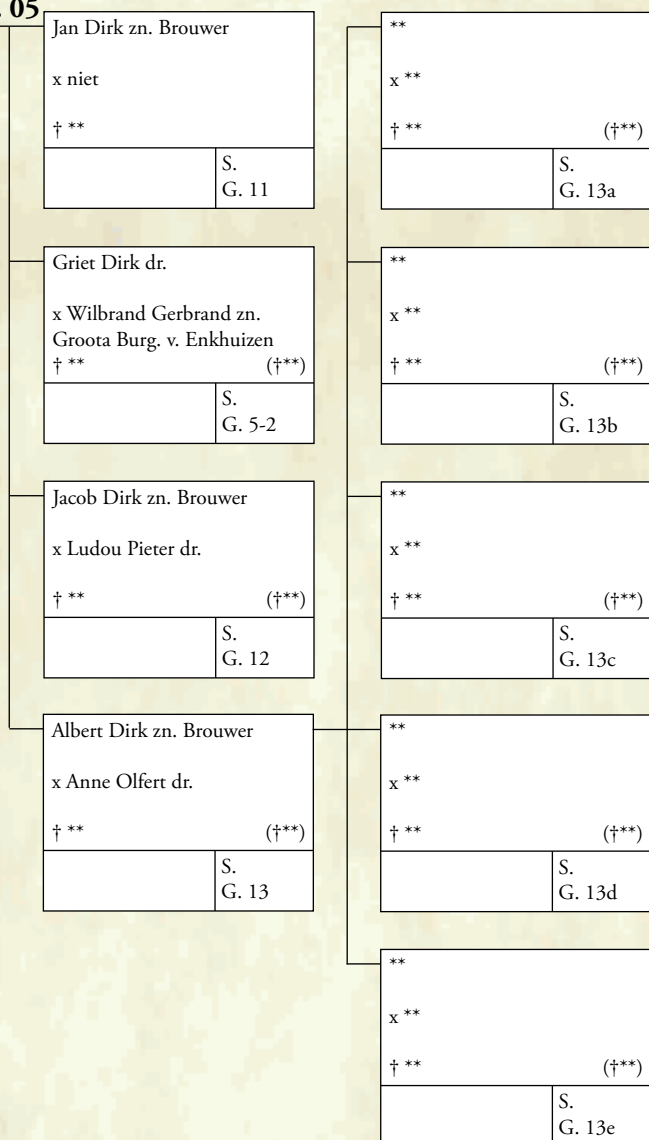 . 05
Jan Dirk zn. Brouwer
x niet
† **
S.
G. 11
Griet Dirk dr.
x Wilbrand Gerbrand zn.
Groota Burg. v. Enkhuizen
† ** (†**)
S.
G. 5-2
Jacob Dirk zn. Brouwer
x Ludou Pieter dr.
† ** (†**)
S.
G. 12
Albert Dirk zn. Brouwer
x Anne Olfert dr.
† ** (†**)
S.
G. 13
**
x **
† ** (†**)
S.
G. 13a
**
x **
† ** (†**)
S.
G. 13b
**
x **
† ** (†**)
S.
G. 13c
**
x **
† ** (†**)
S.
G. 13d
**
x **
† ** (†**)
S.
G. 13e